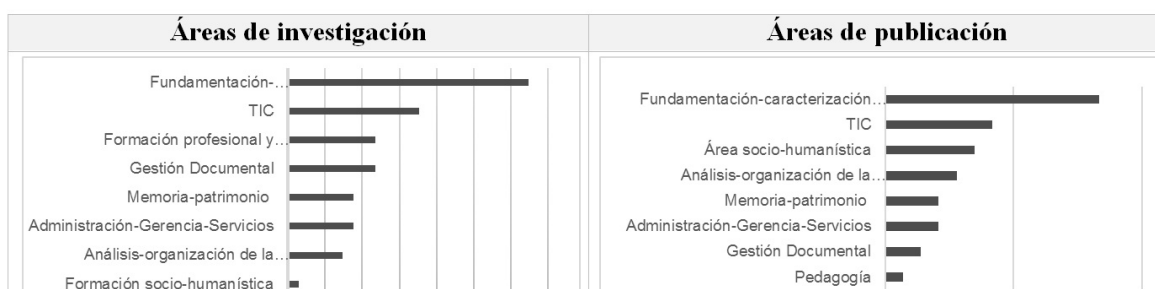 Áreas de investigación
Fundamentación-…
TIC
Formación profesional y…
Gestión Documental
Memoria-patrimonio
Administración-Gerencia-Servicios
Análisis-organización de la…
Formación socio-humanística
Áreas de publicación
Fundamentación-caracterización…
TIC
Área socio-humanística
Análisis-organización de la…
Memoria-patrimonio
Administración-Gerencia-Servicios
Gestión Documental
Pedagogía